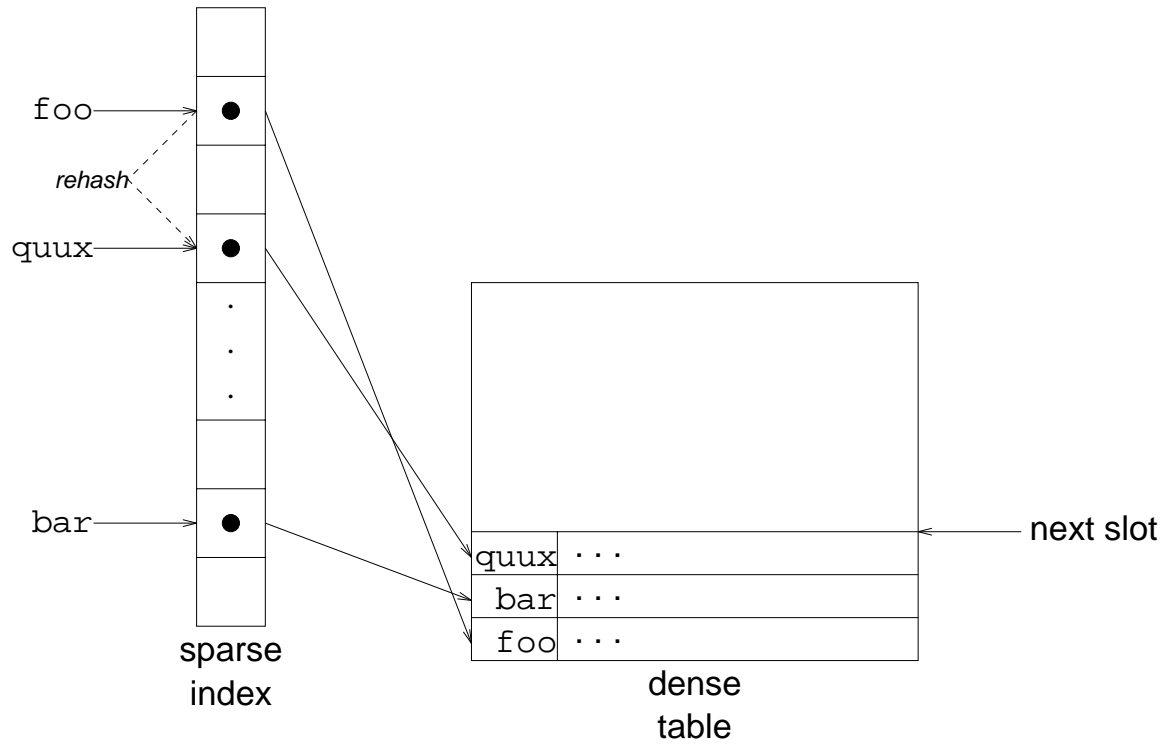 foo
rehash
quux
.
.
.
bar
sparse
index
next slot
quux ...
bar ...
foo ...
dense
table